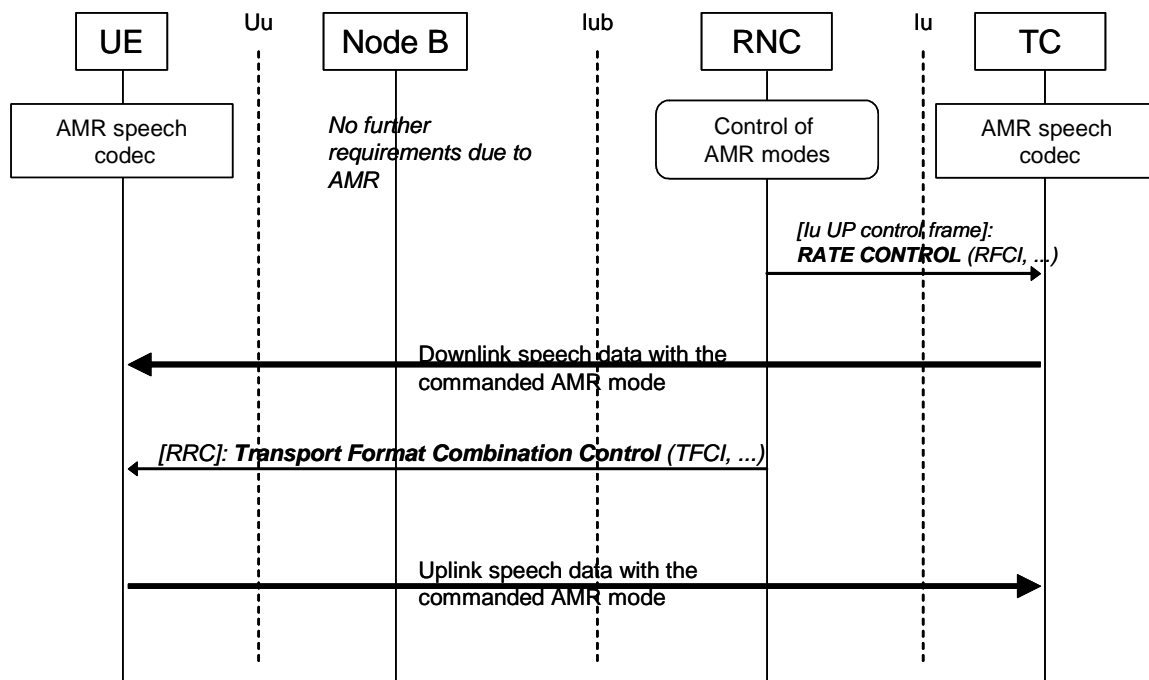 Uu
Iub
Iu
UE
Node B
RNC
TC
AMR speech
codec
No further
requirements due to
AMR
Control of
AMR modes
AMR speech
codec
[Iu UP control frame]:
RATE CONTROL (RFCI, ...)
Downlink speech data with the
commanded AMR mode
[RRC]: Transport Format Combination Control (TFCI, ...)
Uplink speech data with the
commanded AMR mode